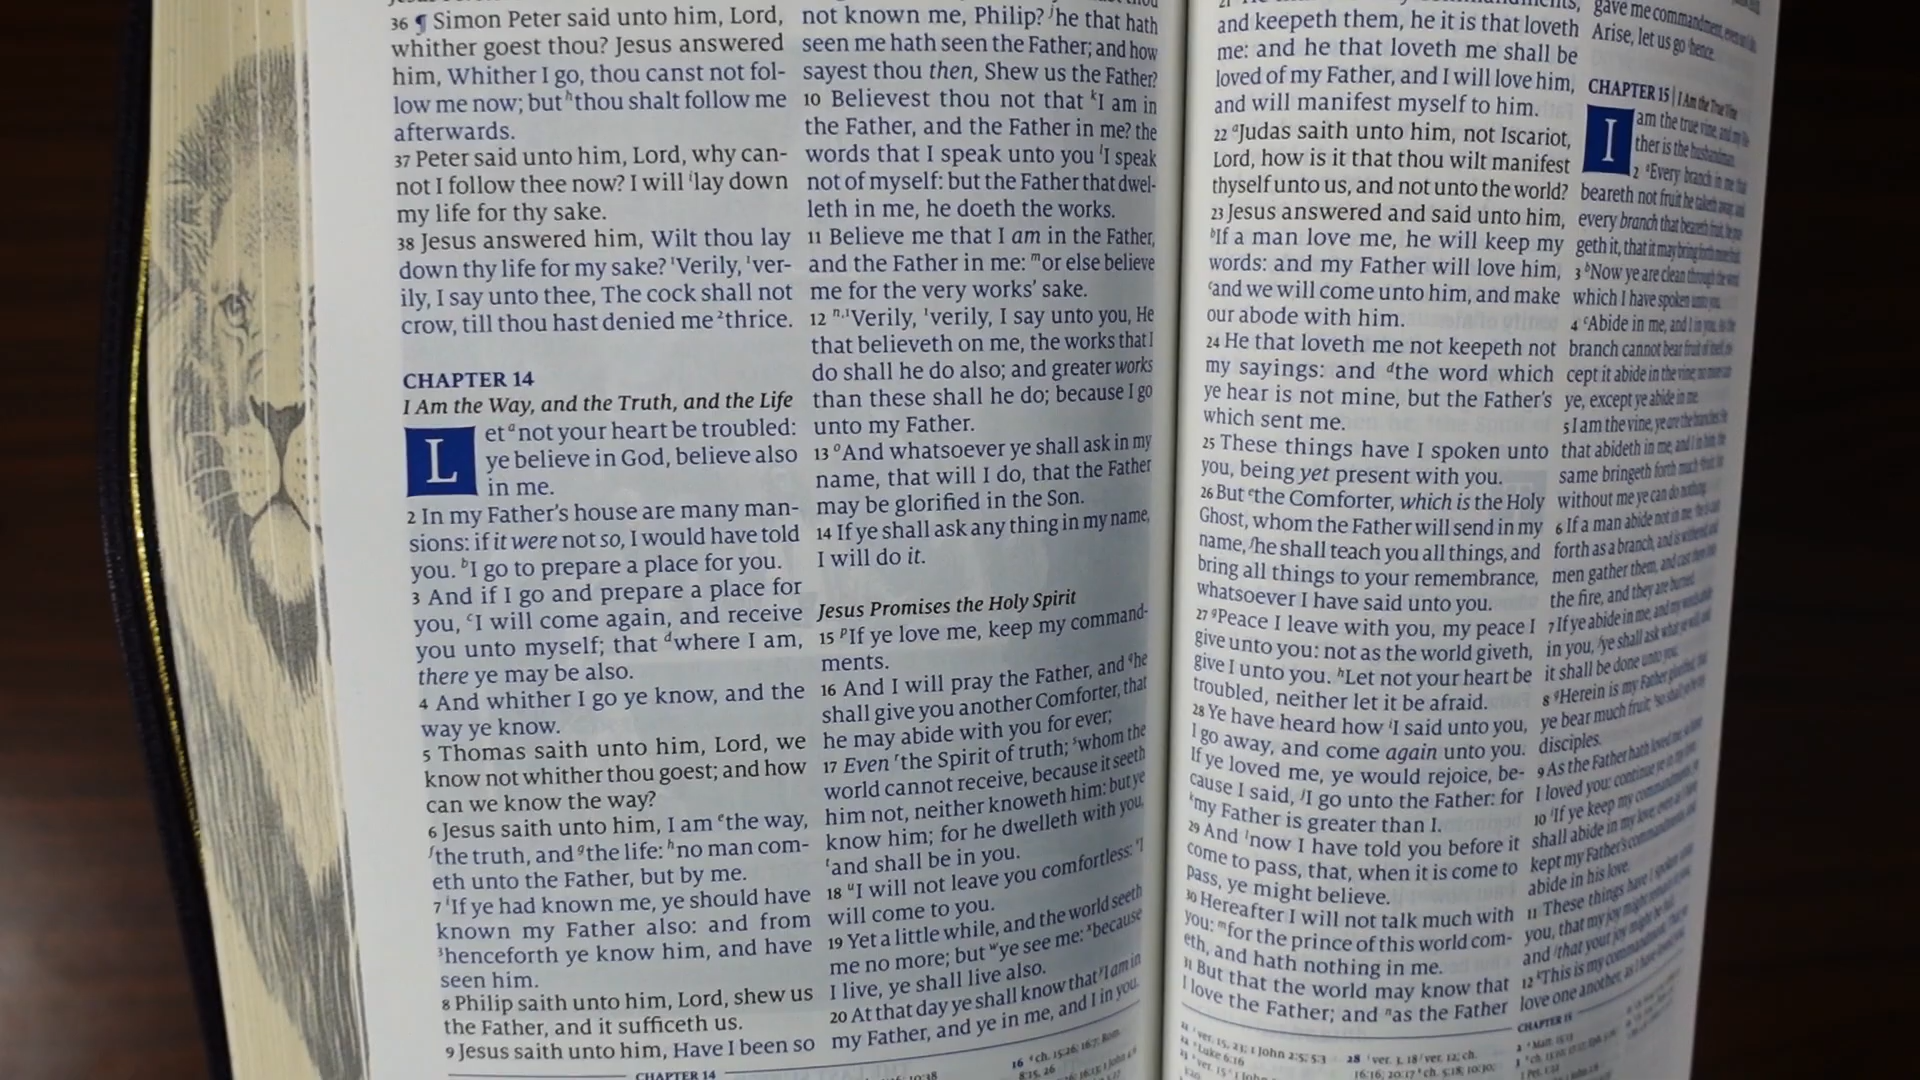 36 ¶ Simon Peter said unto him, Lord,
whither goest thou? Jesus answered
him, Whither I go, thou canst not fol-
low me now; but ʰthou shalt follow me
afterwards.
37 Peter said unto him, Lord, why can-
not I follow thee now? I will ⁱlay down
my life for thy sake.
38 Jesus answered him, Wilt thou lay
down thy life for my sake? ¹Verily, ¹ver-
ily, I say unto thee, The cock shall not
crow, till thou hast denied me ²thrice.
CHAPTER 14
I Am the Way, and the Truth, and the Life
Let ᵃnot your heart be troubled:
ye believe in God, believe also
in me.
2 In my Father's house are many man-
sions: if it were not so, I would have told
you. ᵇI go to prepare a place for you.
3 And if I go and prepare a place for
you, ᶜI will come again, and receive
you unto myself; that ᵈwhere I am,
there ye may be also.
4 And whither I go ye know, and the
way ye know.
5 Thomas saith unto him, Lord, we
know not whither thou goest; and how
can we know the way?
6 Jesus saith unto him, I am ᵉthe way,
ᶠthe truth, and ᵍthe life: ʰno man com-
eth unto the Father, but by me.
7 ⁱIf ye had known me, ye should have
known my Father also: and from
³henceforth ye know him, and have
seen him.
8 Philip saith unto him, Lord, shew us
the Father, and it sufficeth us.
9 Jesus saith unto him, Have I been so
CHAPTER 14
not known me, Philip? ʲhe that hath
seen me hath seen the Father; and how
sayest thou then, Shew us the Father?
10 Believest thou not that ᵏI am in
the Father, and the Father in me? the
words that I speak unto you ˡI speak
not of myself: but the Father that dwel-
leth in me, he doeth the works.
11 Believe me that I am in the Father,
and the Father in me: ᵐor else believe
me for the very works' sake.
12 ⁿ,¹Verily, ¹verily, I say unto you, He
that believeth on me, the works that I
do shall he do also; and greater works
than these shall he do; because I go
unto my Father.
13 ᵒAnd whatsoever ye shall ask in my
name, that will I do, that the Father
may be glorified in the Son.
14 If ye shall ask any thing in my name,
I will do it.
Jesus Promises the Holy Spirit
15 ᵖIf ye love me, keep my command-
ments.
16 And I will pray the Father, and ᑫhe
shall give you another Comforter, that
he may abide with you for ever;
17 Even ʳthe Spirit of truth; ˢwhom the
world cannot receive, because it seeth
him not, neither knoweth him: but ye
know him; for he dwelleth with you,
ᵗand shall be in you.
18 ᵘI will not leave you comfortless: ᵛI
will come to you.
19 Yet a little while, and the world seeth
me no more; but ʷye see me: ˣbecause
I live, ye shall live also.
20 At that day ye shall know that ʸI am in
my Father, and ye in me, and I in you.
16 ch. 15:26; 16:7; Rom.
8:15, 26
and keepeth them, he it is that loveth
me: and he that loveth me shall be
loved of my Father, and I will love him,
and will manifest myself to him.
22 ᵃJudas saith unto him, not Iscariot,
Lord, how is it that thou wilt manifest
thyself unto us, and not unto the world?
23 Jesus answered and said unto him,
ᵇIf a man love me, he will keep my
words: and my Father will love him,
ᶜand we will come unto him, and make
our abode with him.
24 He that loveth me not keepeth not
my sayings: and ᵈthe word which
ye hear is not mine, but the Father's
which sent me.
25 These things have I spoken unto
you, being yet present with you.
26 But ᵉthe Comforter, which is the Holy
Ghost, whom the Father will send in my
name, ᶠhe shall teach you all things, and
bring all things to your remembrance,
whatsoever I have said unto you.
27 ᵍPeace I leave with you, my peace I
give unto you: not as the world giveth,
give I unto you. ʰLet not your heart be
troubled, neither let it be afraid.
28 Ye have heard how ⁱI said unto you,
I go away, and come again unto you.
If ye loved me, ye would rejoice, be-
cause I said, ʲI go unto the Father: for
ᵏmy Father is greater than I.
29 And ˡnow I have told you before it
come to pass, that, when it is come to
pass, ye might believe.
30 Hereafter I will not talk much with
you: ᵐfor the prince of this world com-
eth, and hath nothing in me.
31 But that the world may know that
I love the Father; and ⁿas the Father
ver. 15, 23; 1 John 2:5; 5:3
Luke 6:16
28 ver. 3, 18 ver. 12; ch.
gave me commandment, even
Arise, let us go hence.
CHAPTER 15 | I Am the True Vine
I am the true vine, and my
ther is the husbandman.
2 ᵃEvery branch in me that
beareth not fruit he taketh away: and
every branch that beareth fruit, he
geth it, that it may bring forth more fruit.
3 ᵇNow ye are clean through the word
which I have spoken unto you.
4 ᶜAbide in me, and I in you. As the
branch cannot bear fruit of itself,
cept it abide in the vine; no more can
ye, except ye abide in me.
5 I am the vine, ye are the branches: He
that abideth in me, and I in him, the
same bringeth forth much fruit: for
without me ye can do nothing.
6 If a man abide not in me, he is cast
forth as a branch, and is withered; and
men gather them, and cast them into
the fire, and they are burned.
7 If ye abide in me, and my words
in you, ye shall ask what ye will, and
it shall be done unto you.
8 Herein is my Father glorified, that
ye bear much fruit; so shall ye be my
disciples.
9 As the Father hath loved me, so have
I loved you: continue ye in my love.
10 If ye keep my commandments, ye
shall abide in my love; even as I have
kept my Father's commandments, and
abide in his love.
11 These things have I spoken unto
you, that my joy might remain in
and that your joy might be full.
12 This is my commandment, That ye
love one another, as I have loved you.
CHAPTER 15